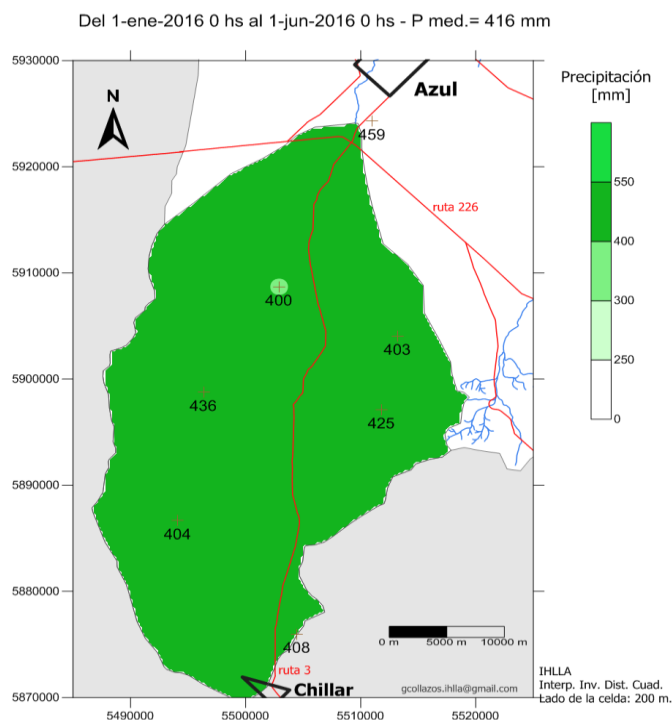 Del 1-ene-2016 0 hs al 1-jun-2016 0 hs - P med.= 416 mm
5930000
5920000
5910000
5900000
5890000
5880000
5870000
N
Azul
459
ruta 226
400
403
436
425
404
408
ruta 3
Chillar
0 m
5000 m
10000 m
gcollazos.ihlla@gmail.com
5490000
5500000
5510000
5520000
Precipitación
[mm]
550
400
300
250
0
IHLLA
Interp. Inv. Dist. Cuad.
Lado de la celda: 200 m.